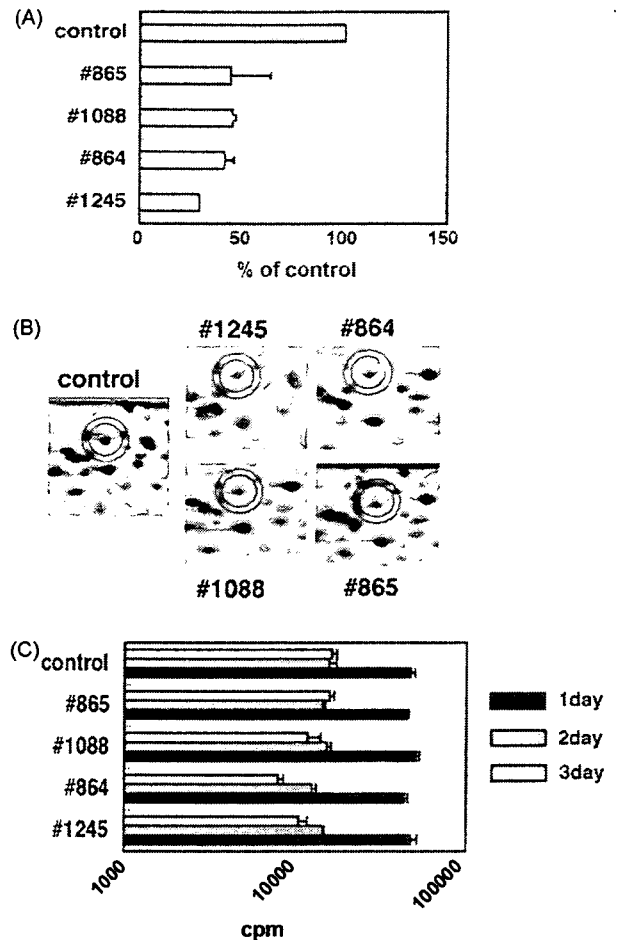 (A)
control
#865
#1088
#864
#1245
0 50 100 150
% of control
(B)
#1245 #864
control
#1088 #865
(C)
control
#865
#1088
#864
#1245
1day
2day
3day
1000 10000 100000
cpm